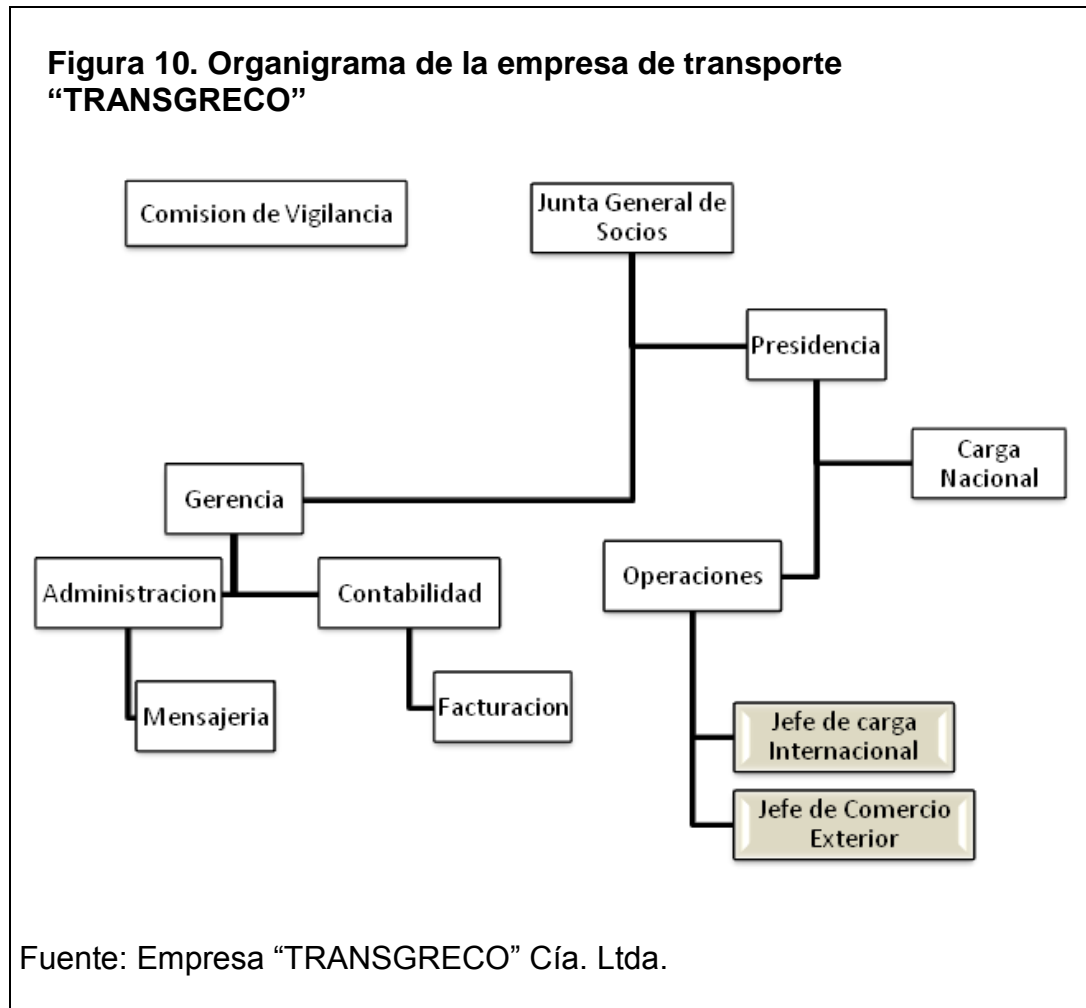 Figura 10. Organigrama de la empresa de transporte
“TRANSGRECO”
Comision de Vigilancia
Junta General de
Socios
Presidencia
Carga
Nacional
Gerencia
Operaciones
Administracion
Contabilidad
Mensajeria
Facturacion
Jefe de carga
Internacional
Jefe de Comercio
Exterior
Fuente: Empresa “TRANSGRECO” Cía. Ltda.